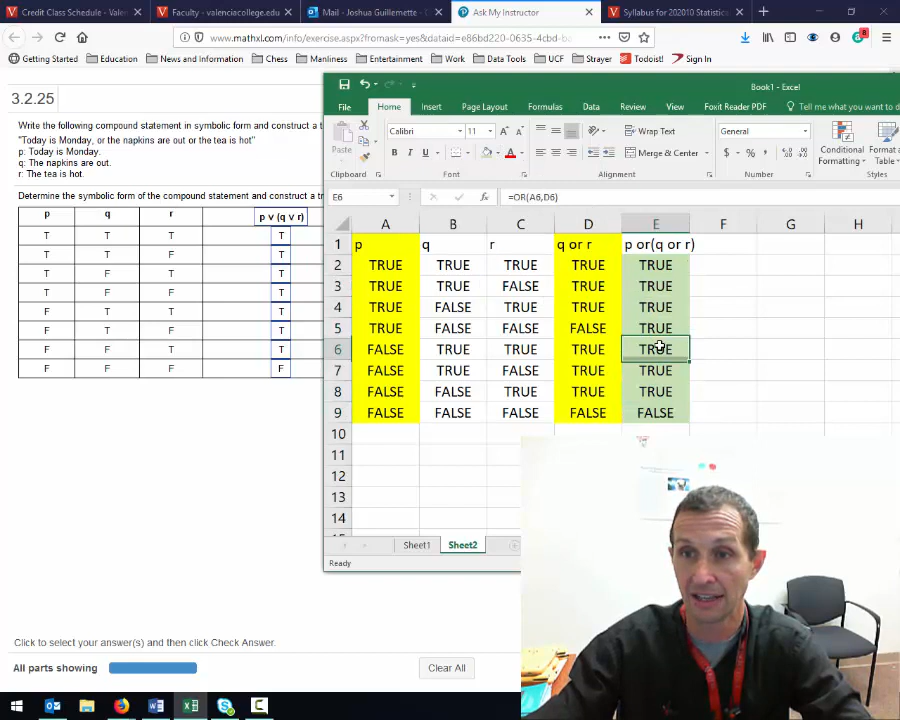 Credit Class Schedule - Valen
Faculty - valenciacollege.edu
Mail - Joshua Guillemette - O
Ask My Instructor
Syllabus for 202010 Statistics
www.mathxl.com/info/exercise.aspx?fromask=yes&dataid=e86bd220-0635-4cbd-b
Getting Started
Education
News and Information
Chess
Manliness
Entertainment
Work
Data Tools
UCF
Strayer
Todoist!
Sign In
3.2.25
Write the following compound statement in symbolic form and construct a t
"Today is Monday, or the napkins are out or the tea is hot"
p: Today is Monday.
q: The napkins are out.
r: The tea is hot.
Determine the symbolic form of the compound statement and construct a tr
p q r p ∨ (q ∨ r)
T T T T
T T F T
T F T T
T F F T
F T T T
F T F T
F F T T
F F F F
Click to select your answer(s) and then click Check Answer.
All parts showing
Clear All
Book1 - Excel
File Home Insert Page Layout Formulas Data Review View Foxit Reader PDF Tell me what you want to d
Paste
Calibri 11
Wrap Text
General
B I U
Merge & Center
$ % ,
Conditional Formatting
Format a Table
Clipboard Font Alignment Number
E6 fx =OR(A6,D6)
A B C D E F G H
1 p q r q or r p or(q or r)
2 TRUE TRUE TRUE TRUE TRUE
3 TRUE TRUE FALSE TRUE TRUE
4 TRUE FALSE TRUE TRUE TRUE
5 TRUE FALSE FALSE FALSE TRUE
6 FALSE TRUE TRUE TRUE TRUE
7 FALSE TRUE FALSE TRUE TRUE
8 FALSE FALSE TRUE TRUE TRUE
9 FALSE FALSE FALSE FALSE FALSE
10
11
12
13
14
Sheet1 Sheet2
Ready